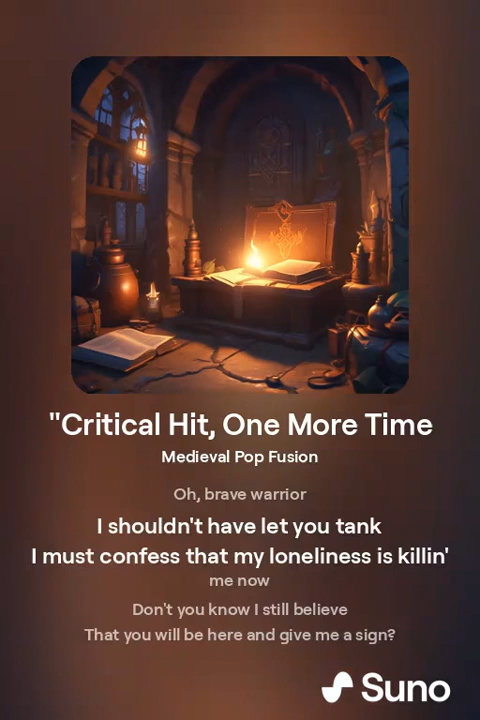 "Critical Hit, One More Time
Medieval Pop Fusion
Oh, brave warrior
I shouldn't have let you tank
I must confess that my loneliness is killin'
me now
Don't you know I still believe
That you will be here and give me a sign?
Suno